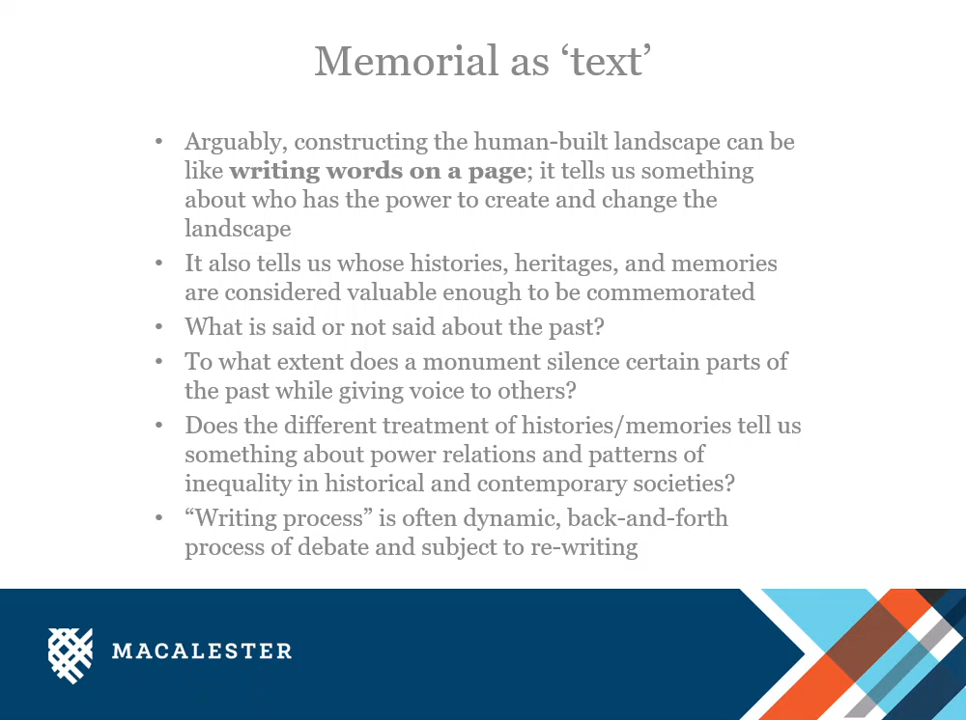 Memorial as ‘text’
• Arguably, constructing the human-built landscape can be
like writing words on a page; it tells us something
about who has the power to create and change the
landscape
• It also tells us whose histories, heritages, and memories
are considered valuable enough to be commemorated
• What is said or not said about the past?
• To what extent does a monument silence certain parts of
the past while giving voice to others?
• Does the different treatment of histories/memories tell us
something about power relations and patterns of
inequality in historical and contemporary societies?
• “Writing process” is often dynamic, back-and-forth
process of debate and subject to re-writing
MACALESTER